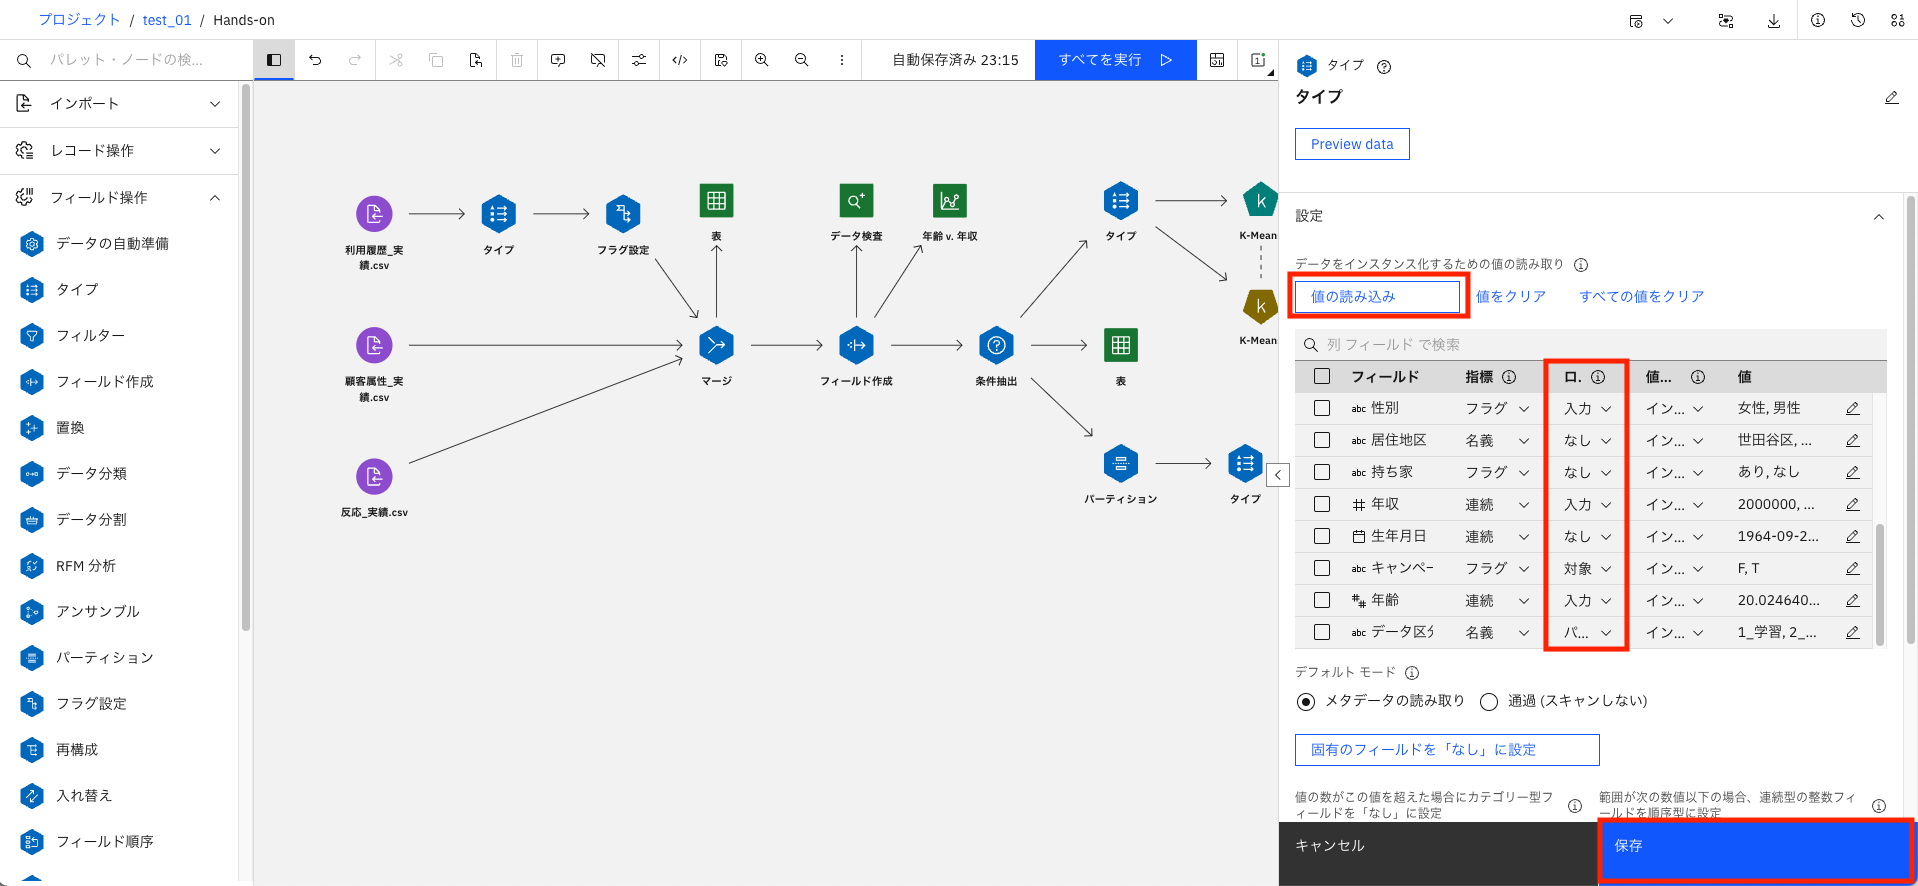 プロジェクト / test_01 / Hands-on
パレット・ノードの検...
自動保存済み 23:15
すべてを実行
インポート
レコード操作
フィールド操作
データの自動準備
タイプ
フィルター
フィールド作成
置換
データ分類
データ分割
RFM 分析
アンサンブル
パーティション
フラグ設定
再構成
入れ替え
フィールド順序
利用履歴_実
績.csv
タイプ
フラグ設定
表
データ検査
年齢 v. 年収
タイプ
K-Mean
顧客属性_実
績.csv
マージ
フィールド作成
条件抽出
表
K-Mean
反応_実績.csv
パーティション
タイプ
タイプ
タイプ
Preview data
設定
データをインスタンス化するための値の読み取り
値の読み込み 値をクリア すべての値をクリア
列 フィールド で検索
フィールド 指標 ロ. 値... 値
abc 性別 フラグ 入力 イン... 女性, 男性
abc 居住地区 名義 なし イン... 世田谷区, ...
abc 持ち家 フラグ なし イン... あり, なし
年収 連続 入力 イン... 2000000, ...
生年月日 連続 なし イン... 1964-09-2...
abc キャンペー フラグ 対象 イン... F, T
年齢 連続 入力 イン... 20.024640...
abc データ区分 名義 パ... イン... 1_学習, 2_...
デフォルト モード
メタデータの読み取り 通過 (スキャンしない)
固有のフィールドを「なし」に設定
値の数がこの値を超えた場合にカテゴリー型フ
ィールドを「なし」に設定
範囲が次の数値以下の場合、連続型の整数フィ
ールドを順序型に設定
キャンセル
保存